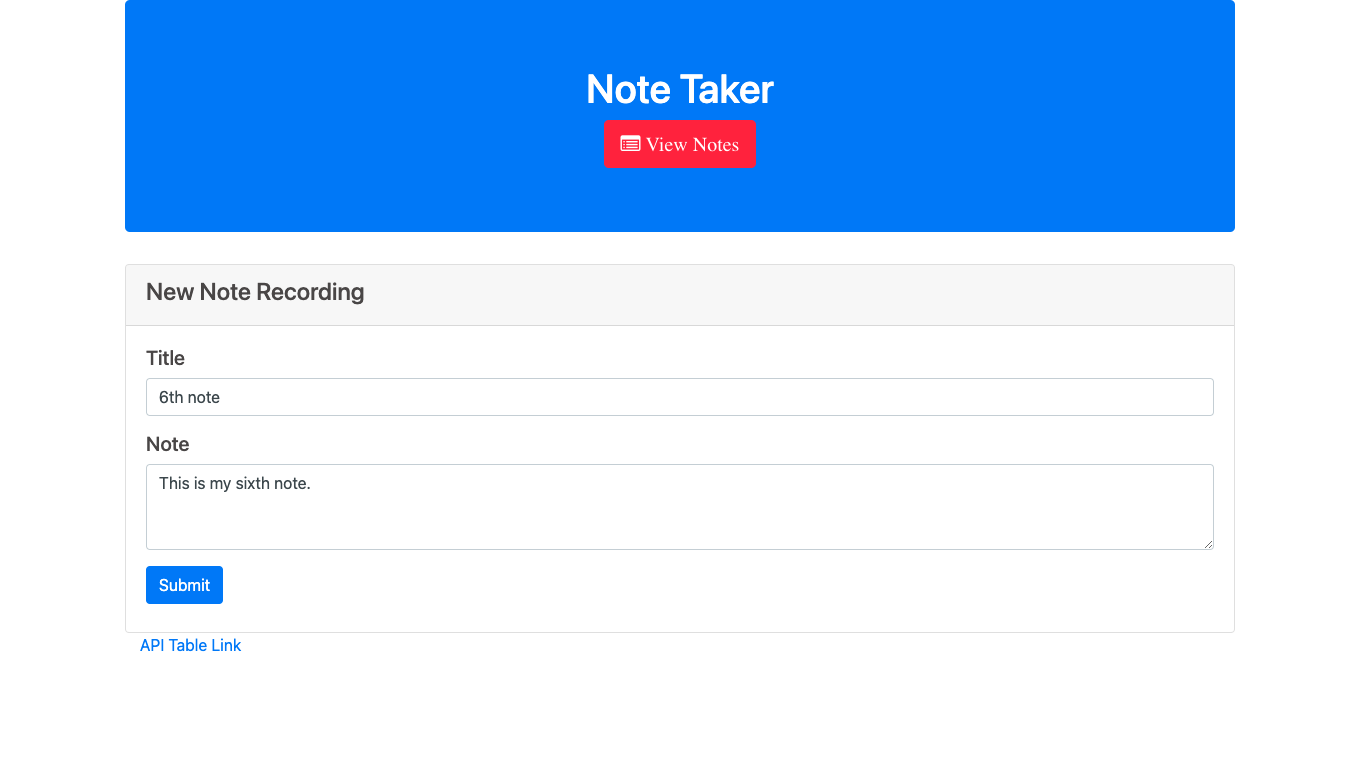 Note Taker
View Notes
New Note Recording
Title
6th note
Note
This is my sixth note.
Submit
API Table Link